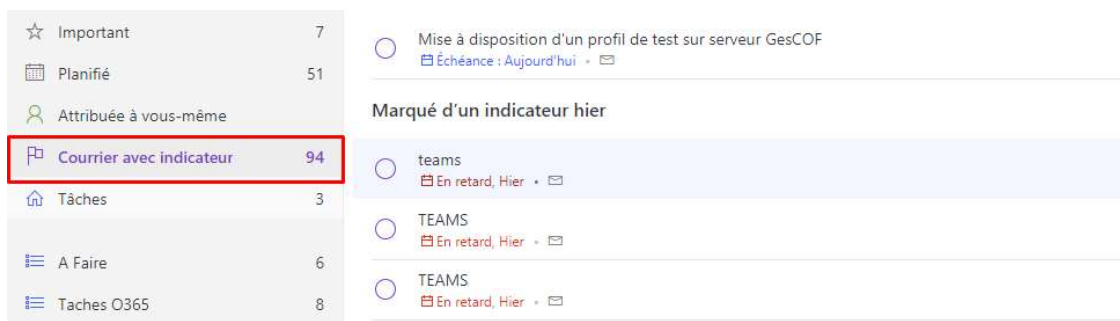 Important 7
Planifié 51
Attribuée à vous-même
Courrier avec indicateur 94
Tâches 3
A Faire 6
Taches O365 8
Mise à disposition d'un profil de test sur serveur GesCOF
Échéance : Aujourd'hui
Marqué d'un indicateur hier
teams
En retard, Hier
TEAMS
En retard, Hier
TEAMS
En retard, Hier